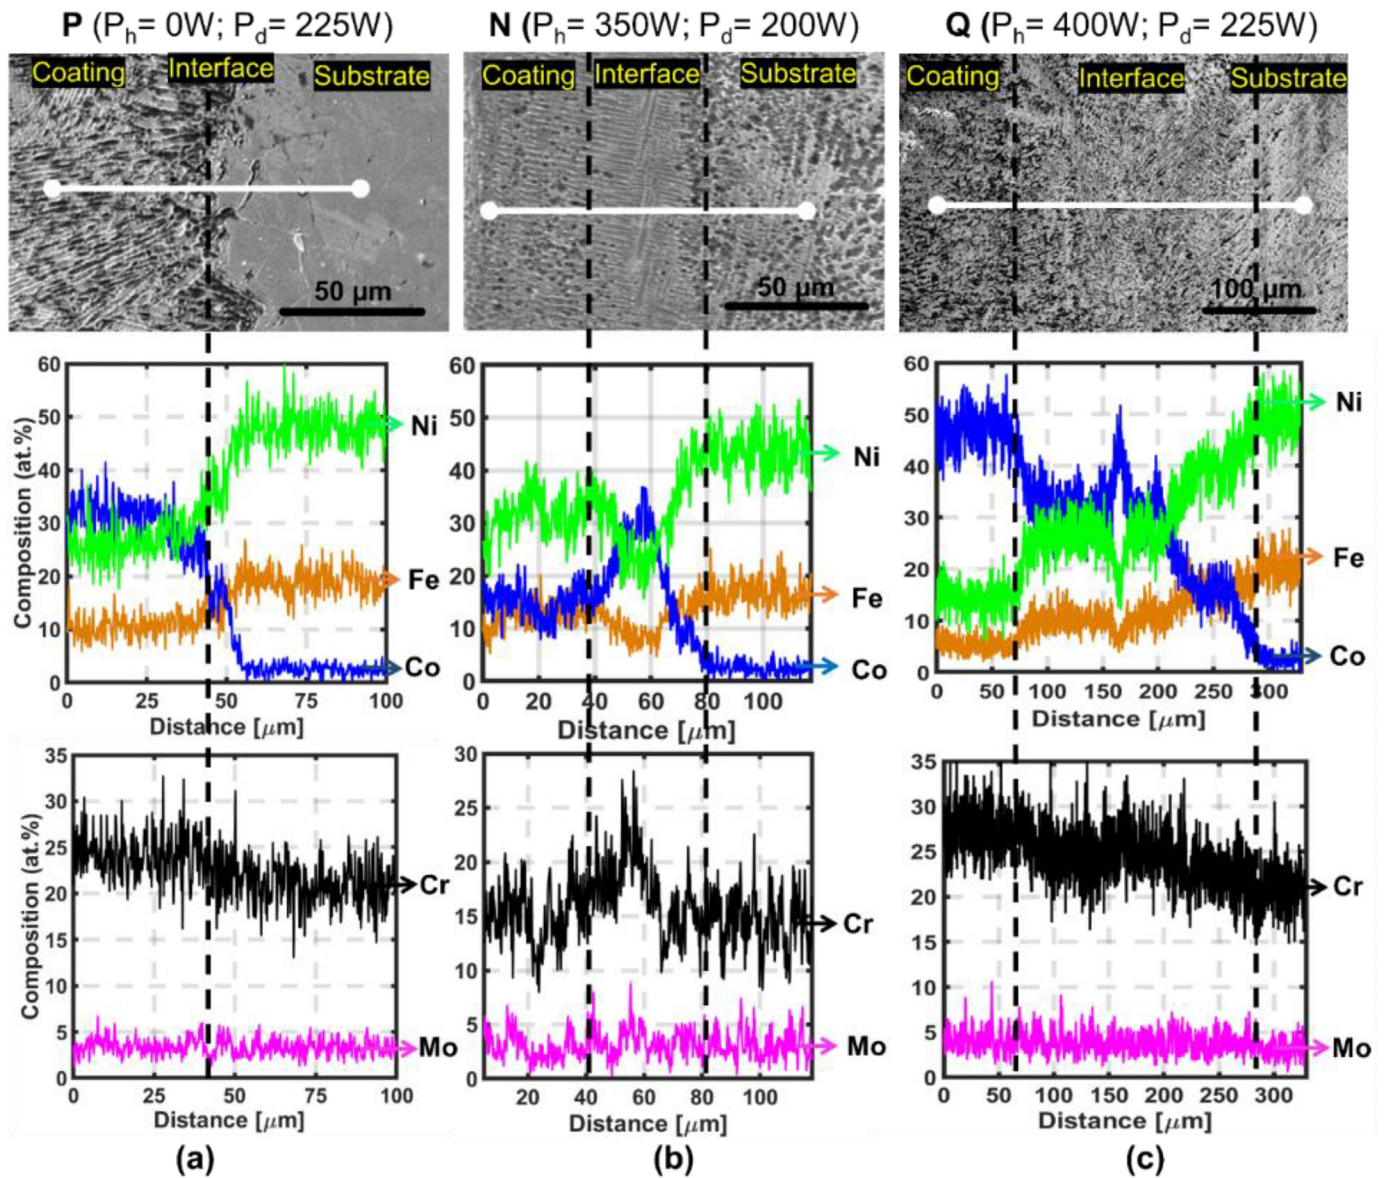 P (Ph= 0W; Pd= 225W)
N (Ph= 350W; Pd= 200W)
Q (Ph= 400W; Pd= 225W)
Coating Interface Substrate
50 μm
Coating Interface Substrate
50 μm
Coating Interface Substrate
100 μm
Composition (at.%)
60
50
40
30
20
10
0
Ni
Fe
Co
0 25 50 75 100
Distance [μm]
60
50
40
30
20
10
0
Ni
Fe
Co
0 20 40 60 80 100
Distance [μm]
60
50
40
30
20
10
0
Ni
Fe
Co
0 50 100 150 200 250 300
Distance [μm]
Composition (at.%)
35
30
25
20
15
10
5
0
Cr
Mo
0 25 50 75 100
Distance [μm]
30
25
20
15
10
5
0
Cr
Mo
20 40 60 80 100
Distance [μm]
35
30
25
20
15
10
5
0
Cr
Mo
0 50 100 150 200 250 300
Distance [μm]
(a)
(b)
(c)